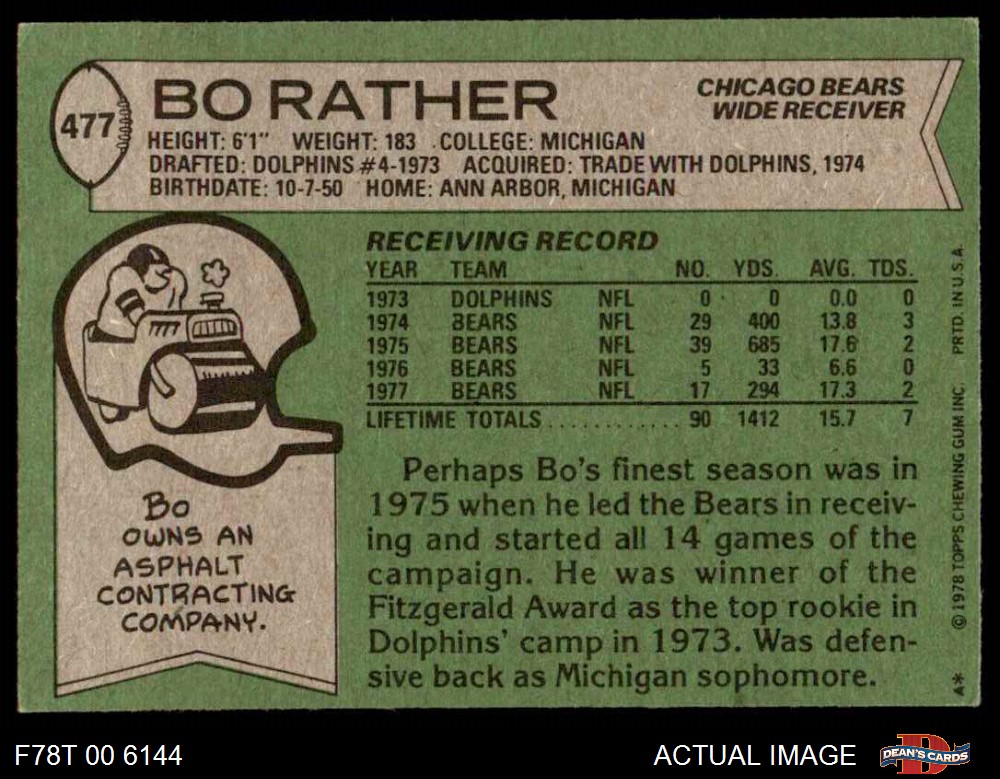 477
BO RATHER
CHICAGO BEARS
WIDE RECEIVER
HEIGHT: 6'1" WEIGHT: 183 COLLEGE: MICHIGAN
DRAFTED: DOLPHINS #4-1973 ACQUIRED: TRADE WITH DOLPHINS, 1974
BIRTHDATE: 10-7-50 HOME: ANN ARBOR, MICHIGAN
RECEIVING RECORD
YEAR TEAM NO. YDS. AVG. TDS.
1973 DOLPHINS NFL 0 0 0.0 0
1974 BEARS NFL 29 400 13.8 3
1975 BEARS NFL 39 685 17.6 2
1976 BEARS NFL 5 33 6.6 0
1977 BEARS NFL 17 294 17.3 2
LIFETIME TOTALS............ 90 1412 15.7 7
Perhaps Bo's finest season was in
1975 when he led the Bears in receiv-
ing and started all 14 games of the
campaign. He was winner of the
Fitzgerald Award as the top rookie in
Dolphins' camp in 1973. Was defen-
sive back as Michigan sophomore.
BO
OWNS AN
ASPHALT
CONTRACTING
COMPANY.
A* © 1978 TOPPS CHEWING GUM INC. PRTD. IN U.S.A.
F78T 00 6144
ACTUAL IMAGE
D
DEAN'S CARDS